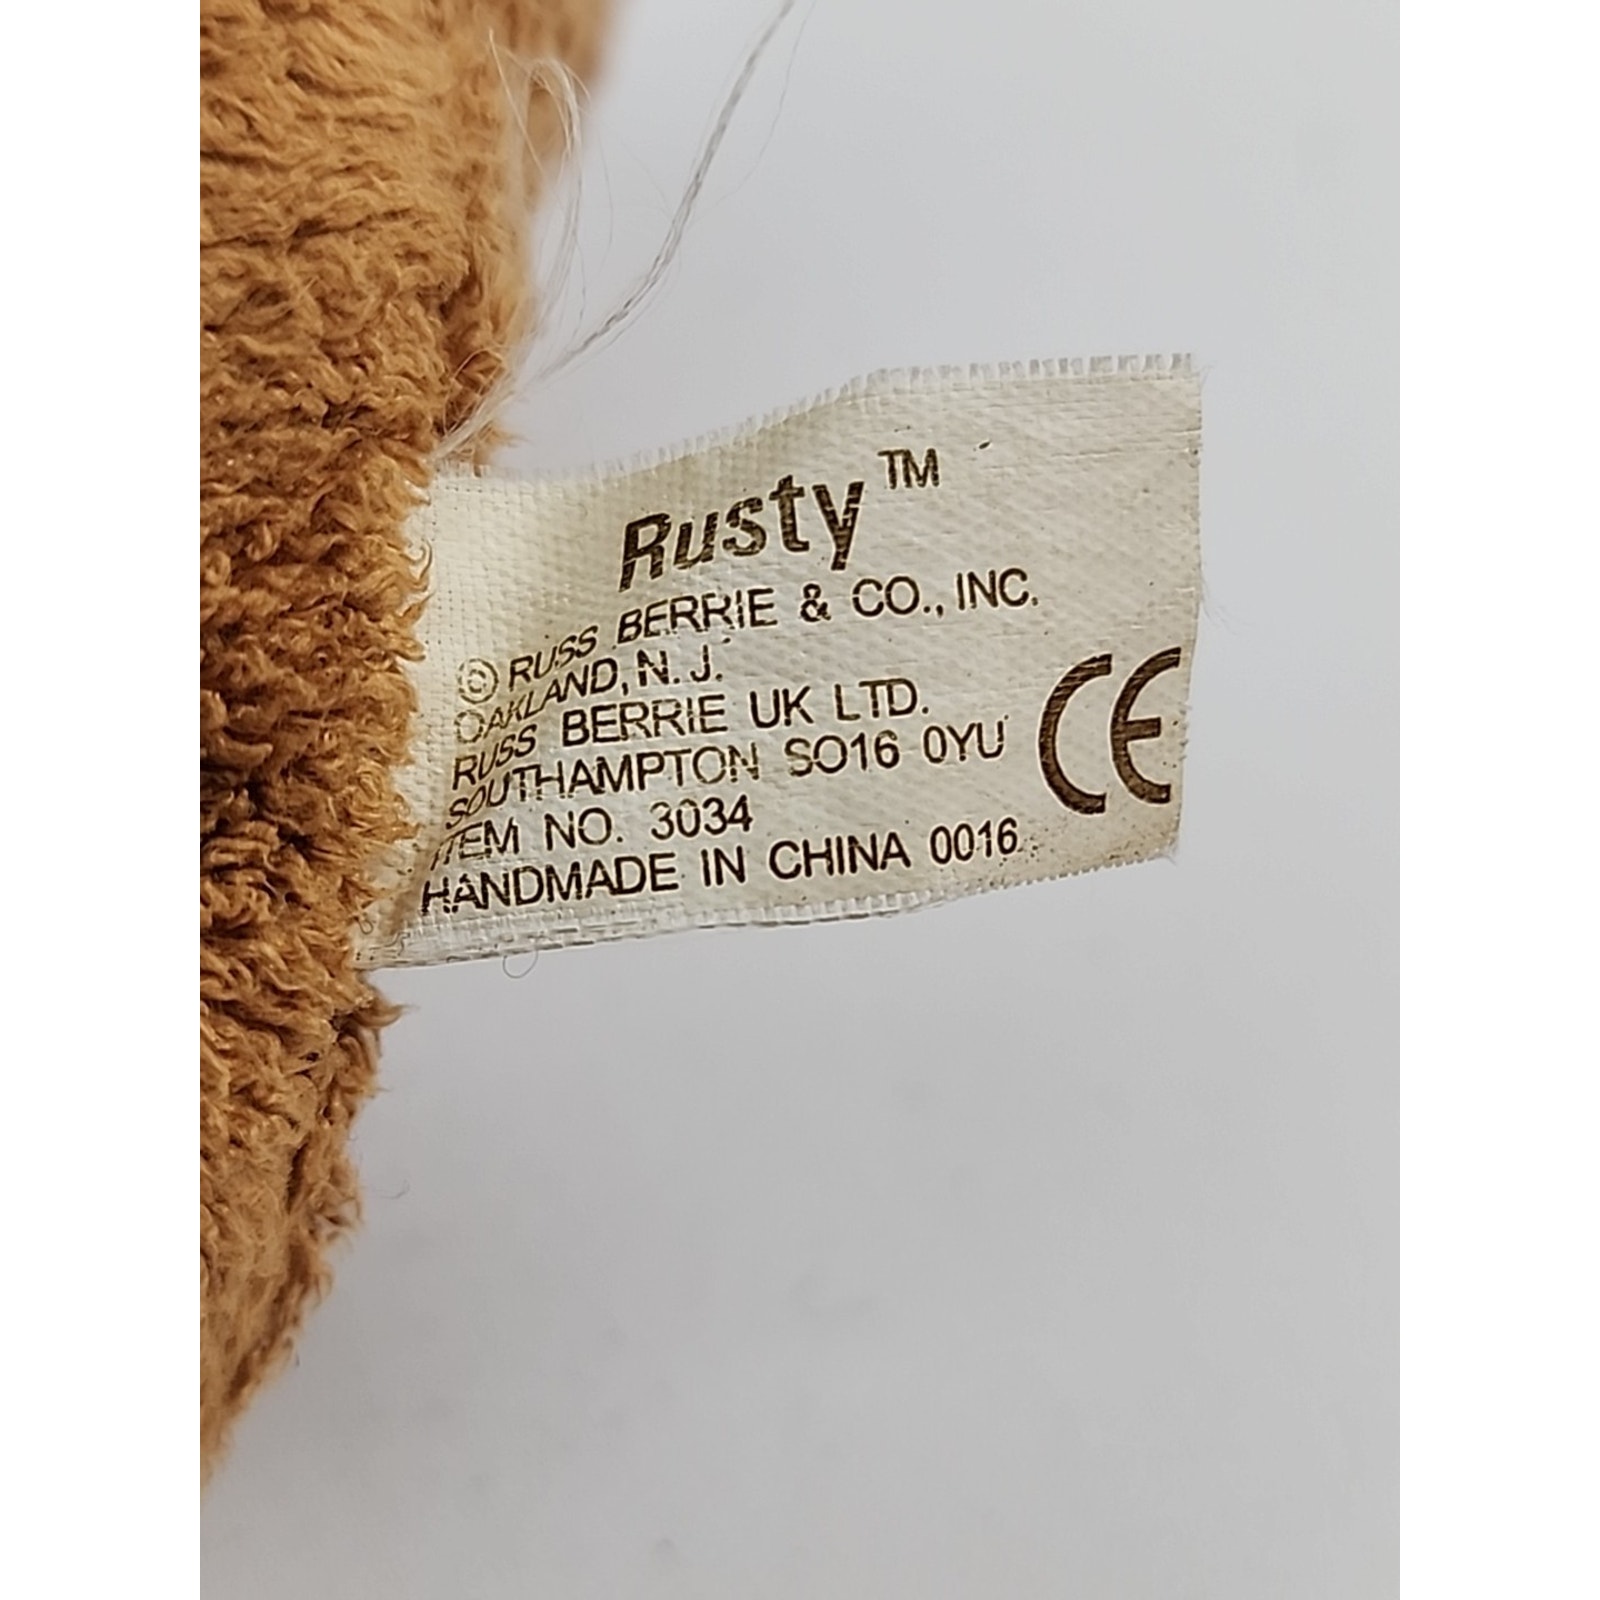 Rusty™
© RUSS BERRIE & CO., INC.
OAKLAND, N. J.
RUSS BERRIE UK LTD.
SOUTHAMPTON SO16 0YU
ITEM NO. 3034
HANDMADE IN CHINA 0016
CE